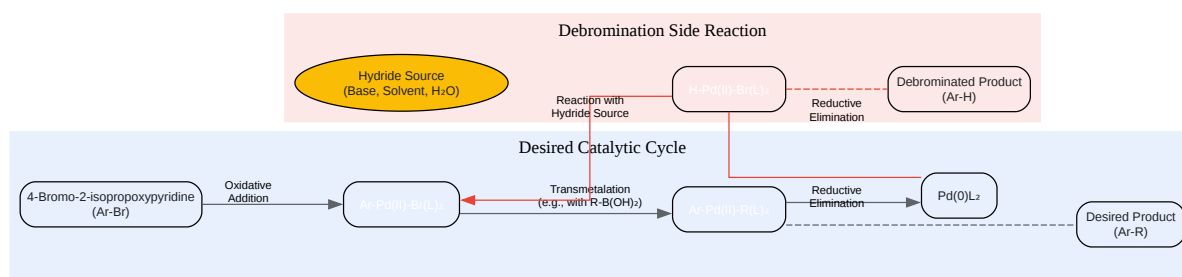 Debromination Side Reaction
Hydride Source
(Base, Solvent, H₂O)
H-Pd(II)-Br(L)₂
Debrominated Product
(Ar-H)
Reaction with
Hydride Source
Reductive
Elimination
Desired Catalytic Cycle
4-Bromo-2-isopropoxypyridine
(Ar-Br)
Oxidative
Addition
Ar-Pd(II)-Br(L)₂
Transmetalation
(e.g., with R-B(OH)₂)
Ar-Pd(II)-R(L)₂
Reductive
Elimination
Pd(0)L₂
Desired Product
(Ar-R)